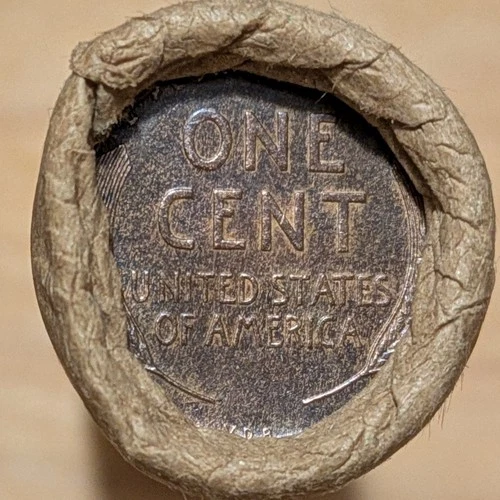 ONE
CENT
UNITED STATES
OF AMERICA